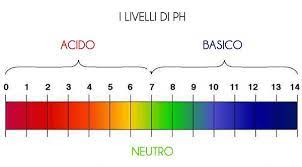 I LIVELLI DI PH
ACIDO BASICO
0 1 2 3 4 5 6 7 8 9 10 11 12 13 14
NEUTRO